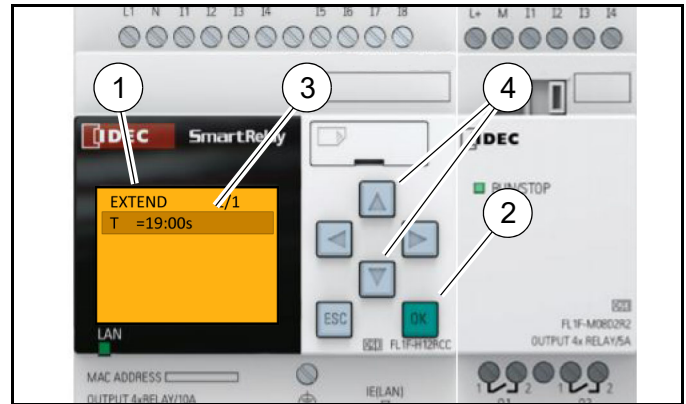 L1 N I1 I2 I3 I4 I5 I6 I7 I8
L+ M I1 I2 I3 I4
1
3
4
IDEC SmartRelay
IDEC
EXTEND /1
T =19:00s
RUN/STOP
2
ESC
OK
LAN
FL1F-H12RCC
FL1F-M08D2R2
OUTPUT 4x RELAY/5A
MAC ADDRESS
OUTPUT 4xRELAY/10A
IE(LAN)
1 2 1 2
Q1 Q2